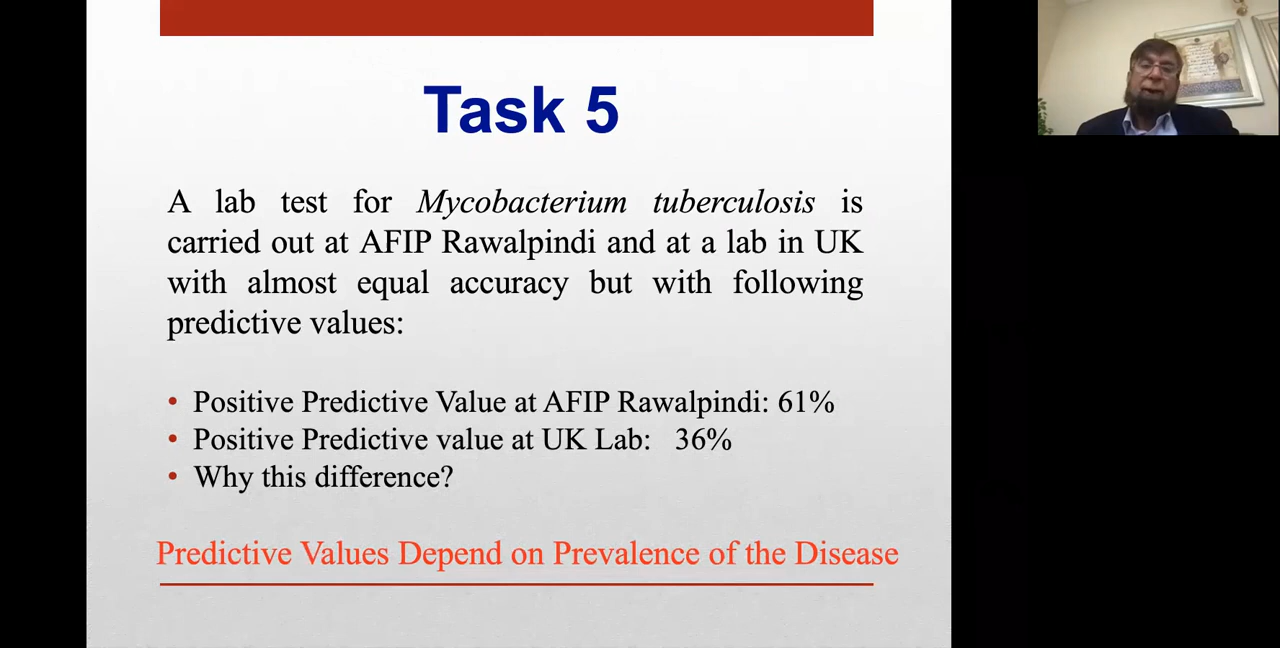 Task 5
A lab test for Mycobacterium tuberculosis is
carried out at AFIP Rawalpindi and at a lab in UK
with almost equal accuracy but with following
predictive values:
• Positive Predictive Value at AFIP Rawalpindi: 61%
• Positive Predictive value at UK Lab: 36%
• Why this difference?
Predictive Values Depend on Prevalence of the Disease